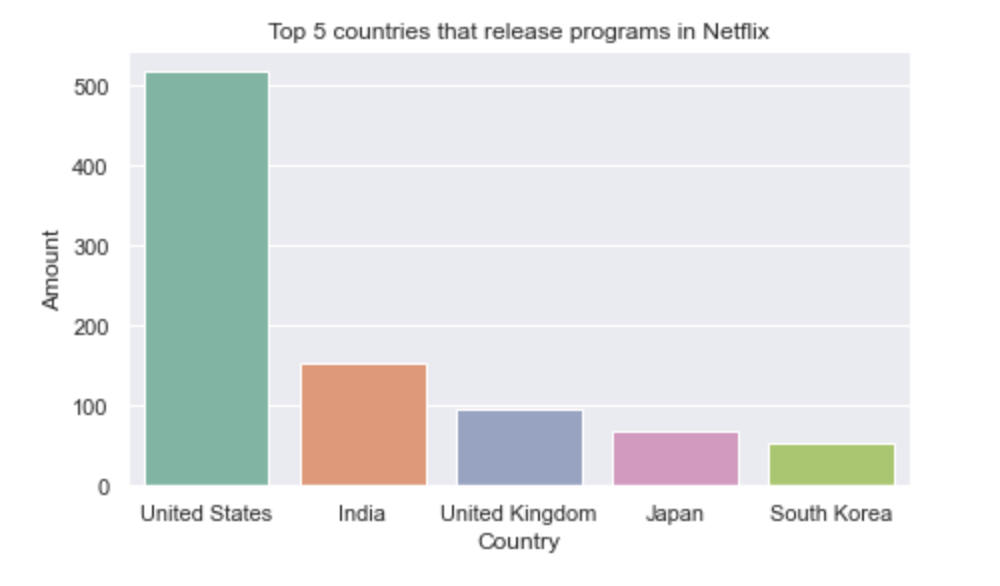 Top 5 countries that release programs in Netflix
500
400
300
200
100
0
Amount
United States India United Kingdom Japan South Korea
Country